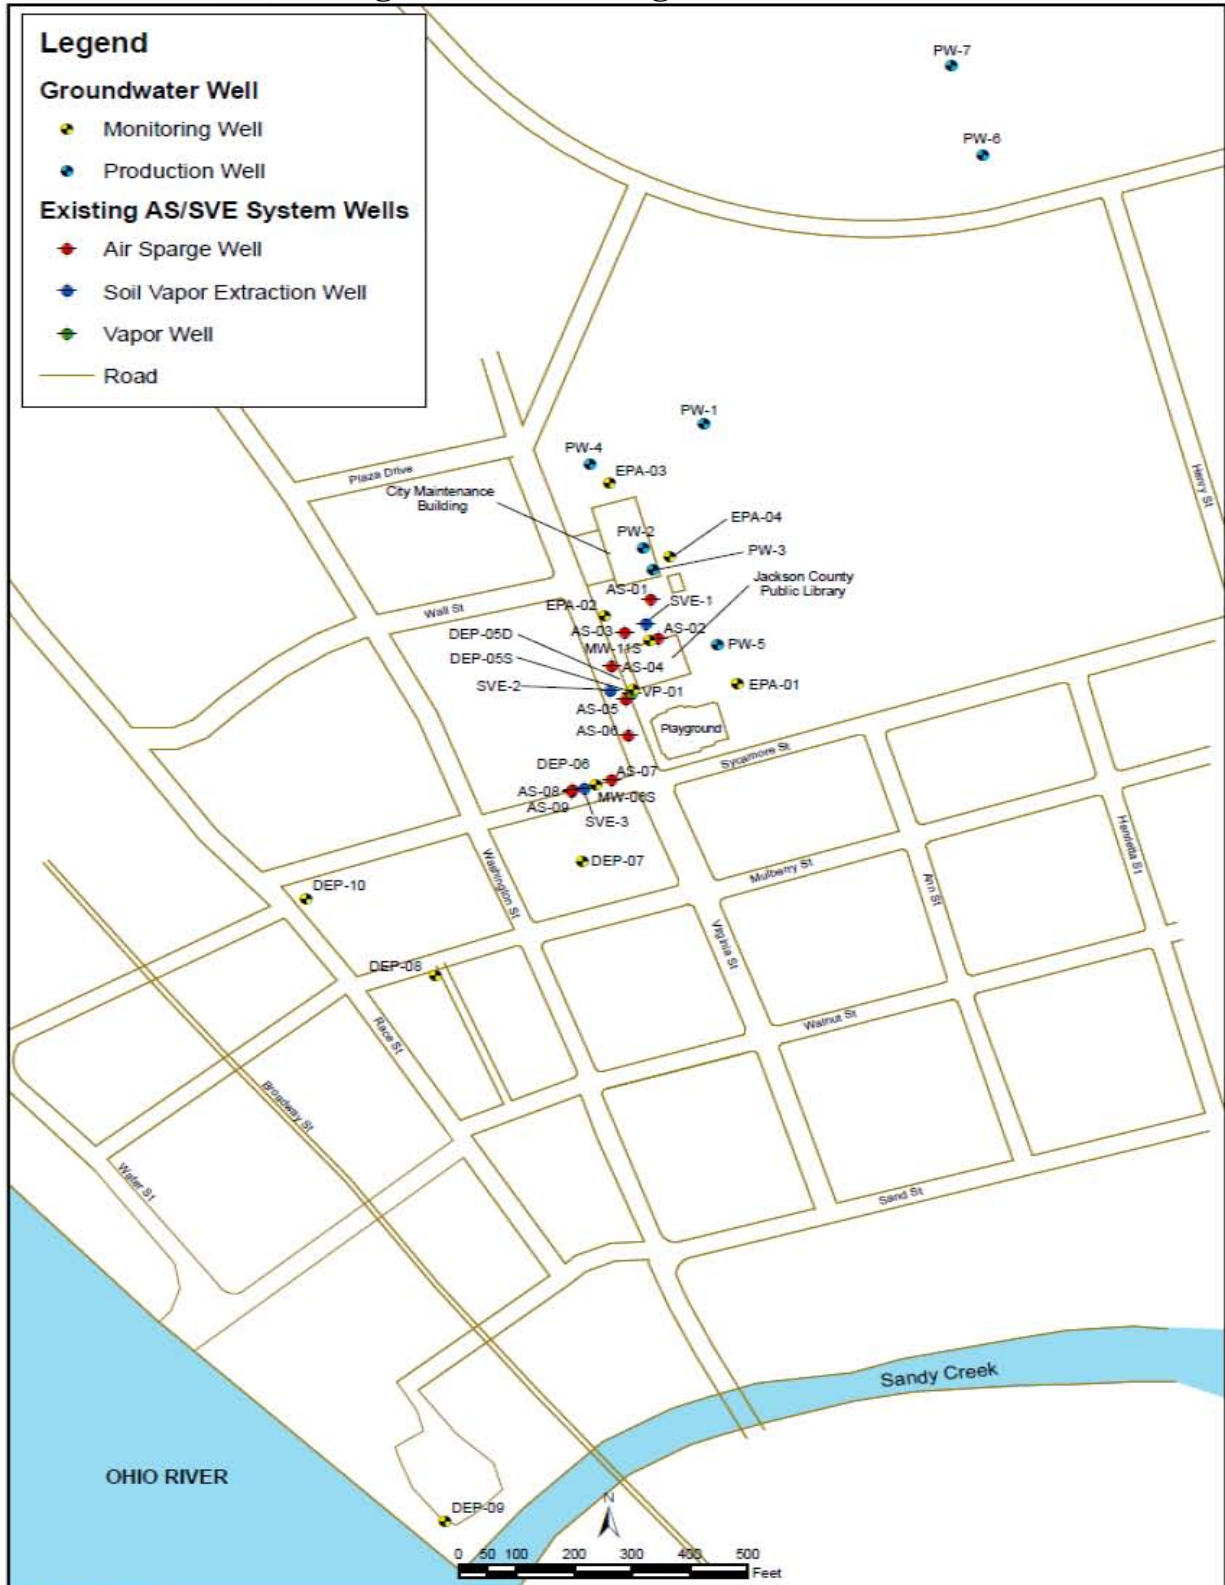 Legend
Groundwater Well
Monitoring Well
Production Well
Existing AS/SVE System Wells
Air Sparge Well
Soil Vapor Extraction Well
Vapor Well
Road
PW-7
PW-6
PW-1
PW-4
EPA-03
Plaza Drive
City Maintenance
Building
Henry St
PW-2
EPA-04
PW-3
Jackson County
Public Library
AS-01
SVE-1
EPA-02
Wall St
AS-03
AS-02
DEP-05D
MW-11S
PW-5
DEP-05S
AS-04
SVE-2
VP-01
EPA-01
AS-05
AS-06
Playground
Sycamore St
DEP-06
AS-07
AS-08
MW-06S
AS-09
SVE-3
DEP-07
Washington St
Mulberry St
Henrietta St
Ann St
DEP-10
Virginia St
DEP-08
Walnut St
Race St
Broadway St
Water St
Sand St
Sandy Creek
OHIO RIVER
DEP-09
N
0 50 100 200 300 400 500
Feet